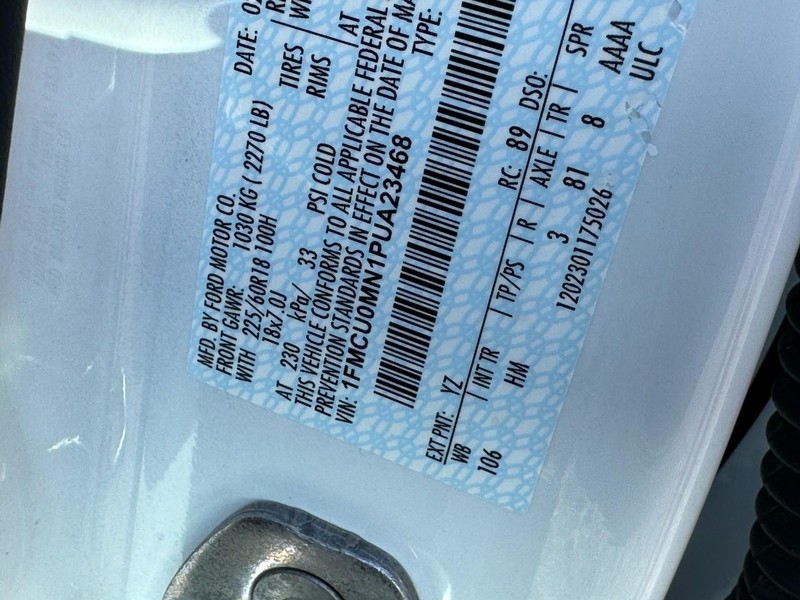 MFD. BY FORD MOTOR CO.
DATE: 02
FRONT GAWR: 1030 KG ( 2270 LB)
WITH 225/60R18 100H TIRES
18x7.0J RIMS
AT 230 kPa/ 33 PSI COLD AT
THIS VEHICLE CONFORMS TO ALL APPLICABLE FEDERAL
PREVENTION STANDARDS IN EFFECT ON THE DATE OF MA
VIN: 1FMCU0MN1PUA23468 TYPE:
EXT PNT: YZ RC: 89 DSO:
WB INT TR TP/PS R AXLE TR SPR
106 HM 3 81 8 AAAA
1202301175026 ULC